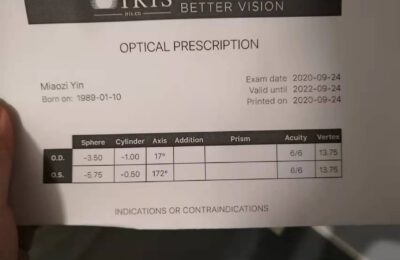 IRIS
BETTER VISION
OPTICAL PRESCRIPTION
Miaozi Yin
Born on: 1989-01-10
Exam date 2020-09-24
Valid until 2022-09-24
Printed on 2020-09-24
Sphere Cylinder Axis Addition Prism Acuity Vertex
O.D. -3.50 -1.00 17° 6/6 13.75
O.S. -5.75 -0.50 172° 6/6 13.75
INDICATIONS OR CONTRAINDICATIONS